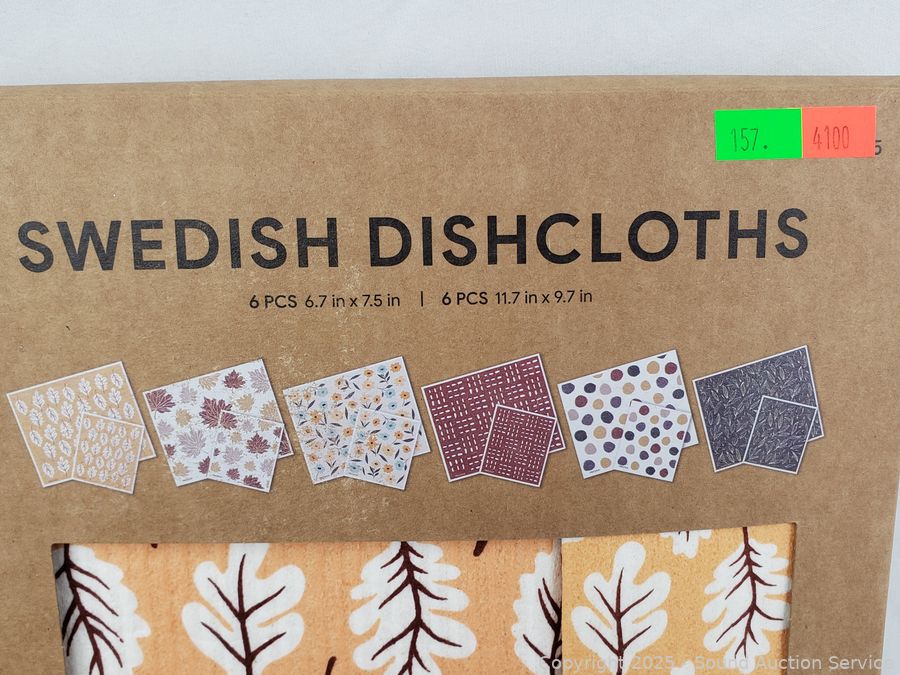 157. 4100
5
SWEDISH DISHCLOTHS
6 PCS 6.7 in x 7.5 in | 6 PCS 11.7 in x 9.7 in
Copyright 2025 - Sound Auction Service